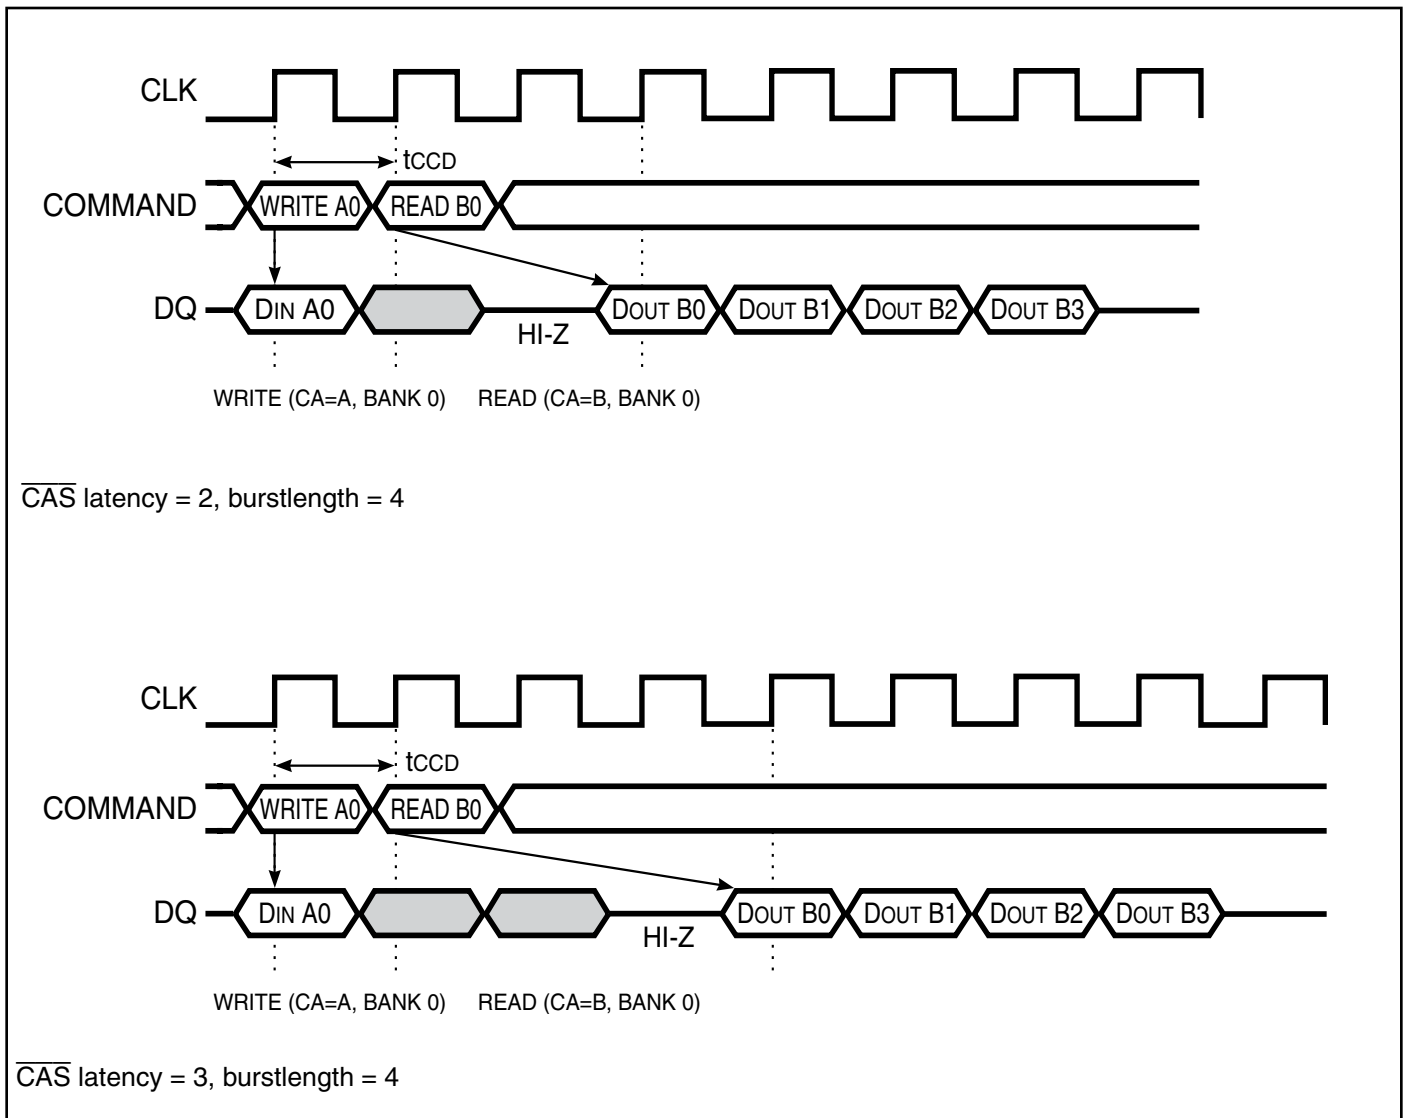 CLK
tCCD
COMMAND WRITE A0 READ B0
DQ DIN A0 DOUT B0 DOUT B1 DOUT B2 DOUT B3
HI-Z
WRITE (CA=A, BANK 0) READ (CA=B, BANK 0)
CAS latency = 2, burstlength = 4
CLK
tCCD
COMMAND WRITE A0 READ B0
DQ DIN A0 DOUT B0 DOUT B1 DOUT B2 DOUT B3
HI-Z
WRITE (CA=A, BANK 0) READ (CA=B, BANK 0)
CAS latency = 3, burstlength = 4